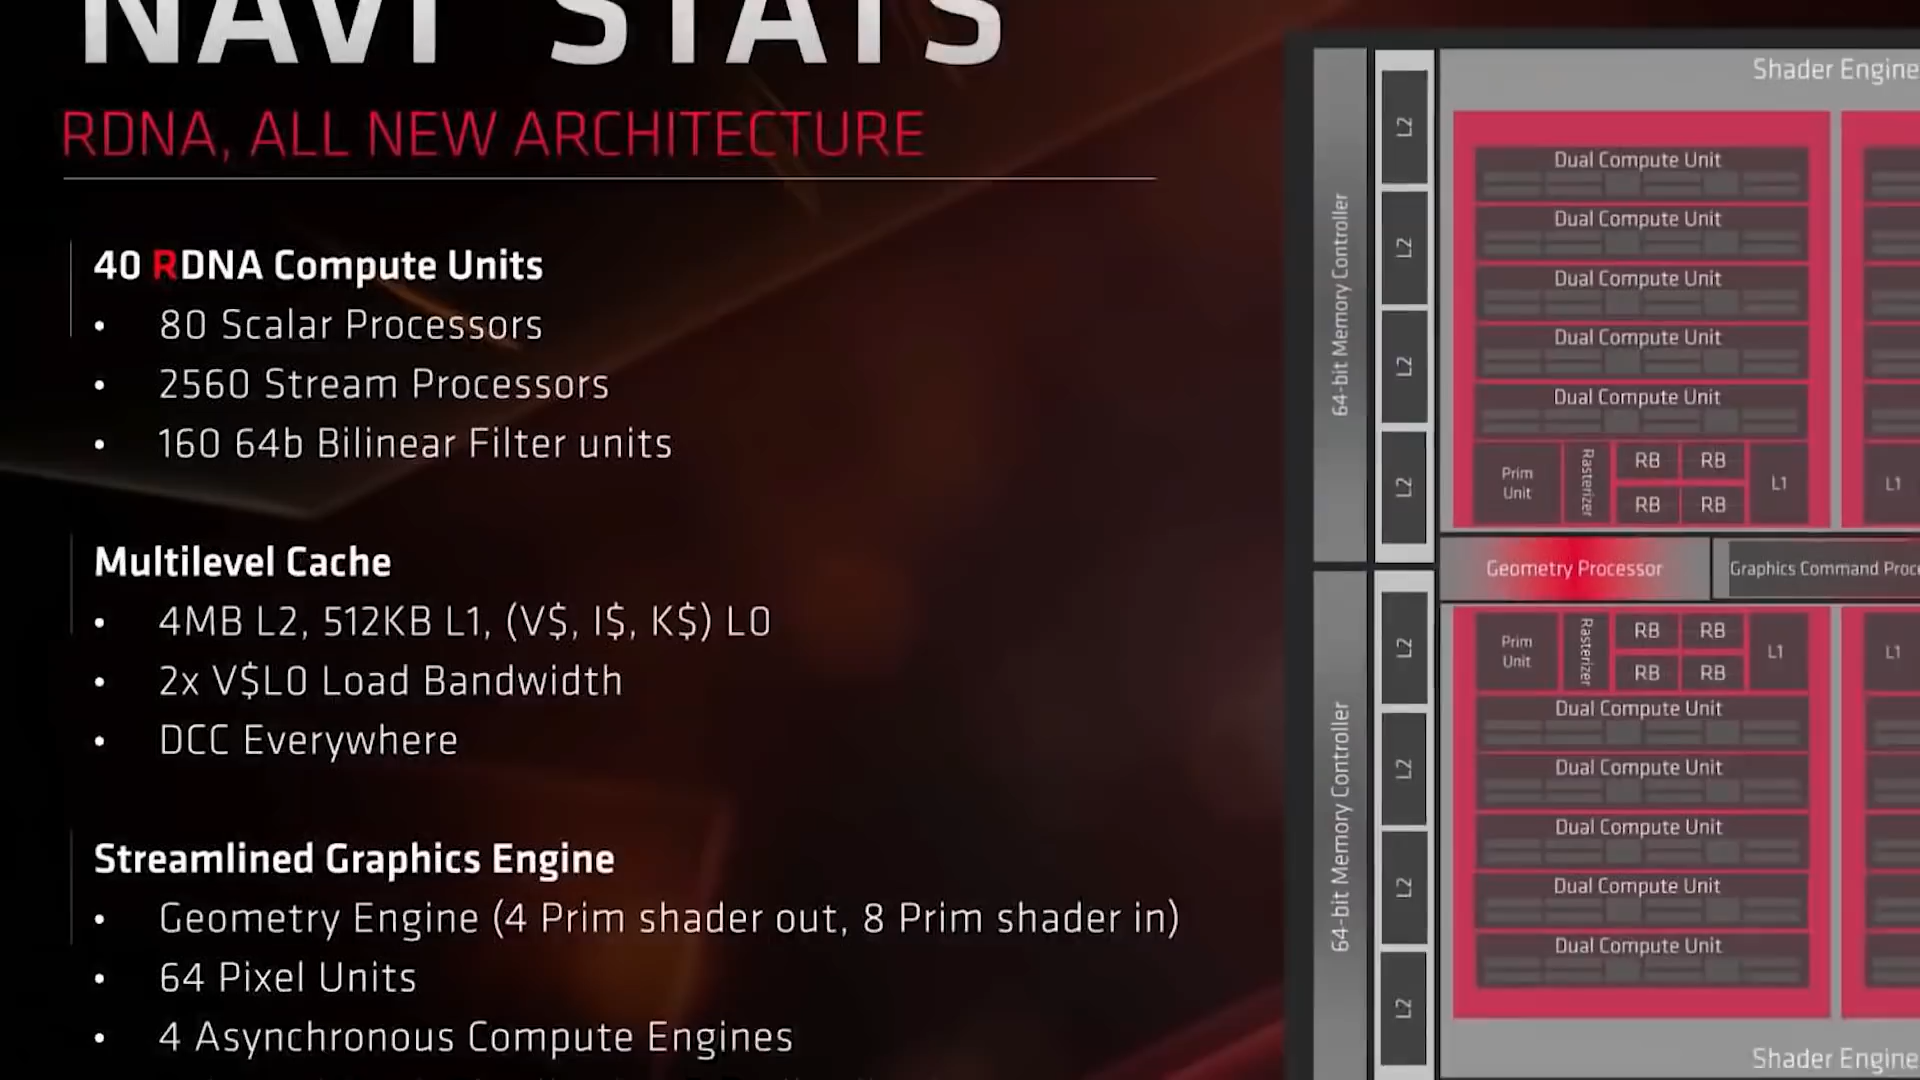 NAVI STATS
RDNA, ALL NEW ARCHITECTURE
40 RDNA Compute Units
• 80 Scalar Processors
• 2560 Stream Processors
• 160 64b Bilinear Filter units
Multilevel Cache
• 4MB L2, 512KB L1, (V$, I$, K$) L0
• 2x V$L0 Load Bandwidth
• DCC Everywhere
Streamlined Graphics Engine
• Geometry Engine (4 Prim shader out, 8 Prim shader in)
• 64 Pixel Units
• 4 Asynchronous Compute Engines
64-bit Memory Controller
L2
L2
L2
L2
64-bit Memory Controller
L2
L2
L2
L2
Shader Engine
Dual Compute Unit
Dual Compute Unit
Dual Compute Unit
Dual Compute Unit
Dual Compute Unit
Prim Unit
Rasterizer
RB RB
RB RB
L1
L1
Geometry Processor
Graphics Command Proce
Prim Unit
Rasterizer
RB RB
RB RB
L1
L1
Dual Compute Unit
Dual Compute Unit
Dual Compute Unit
Dual Compute Unit
Dual Compute Unit
Shader Engine